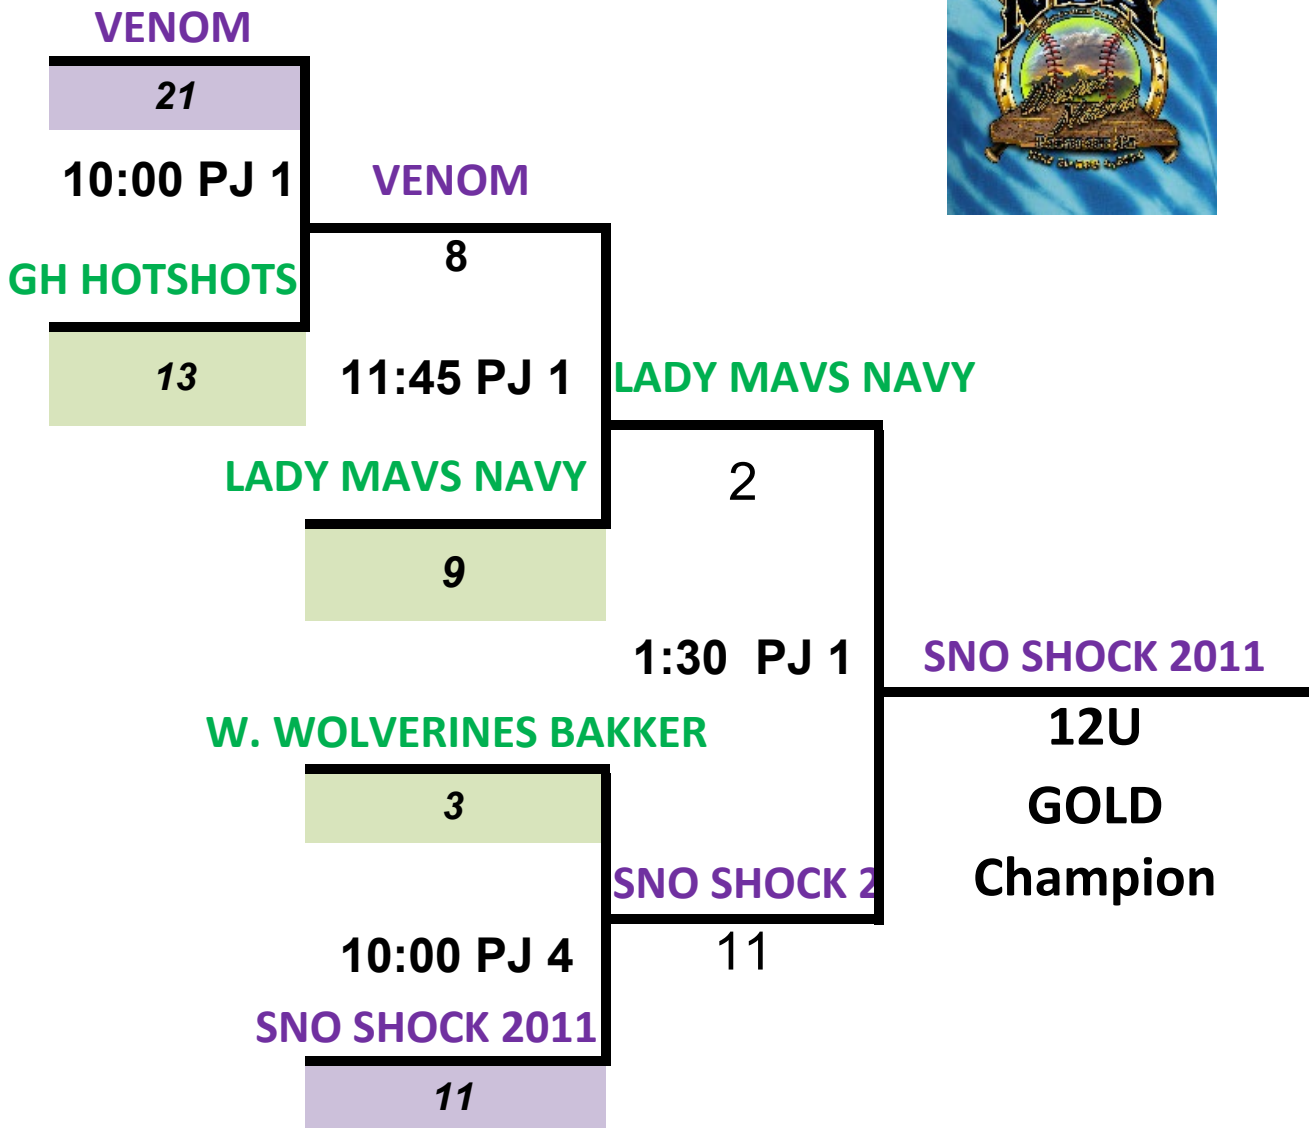 VENOM
21
10:00 PJ 1
VENOM
8
GH HOTSHOTS
13
11:45 PJ 1
LADY MAVS NAVY
LADY MAVS NAVY
2
9
1:30 PJ 1
SNO SHOCK 2011
W. WOLVERINES BAKKER
12U
3
GOLD
Champion
SNO SHOCK 2
10:00 PJ 4
11
SNO SHOCK 2011
11